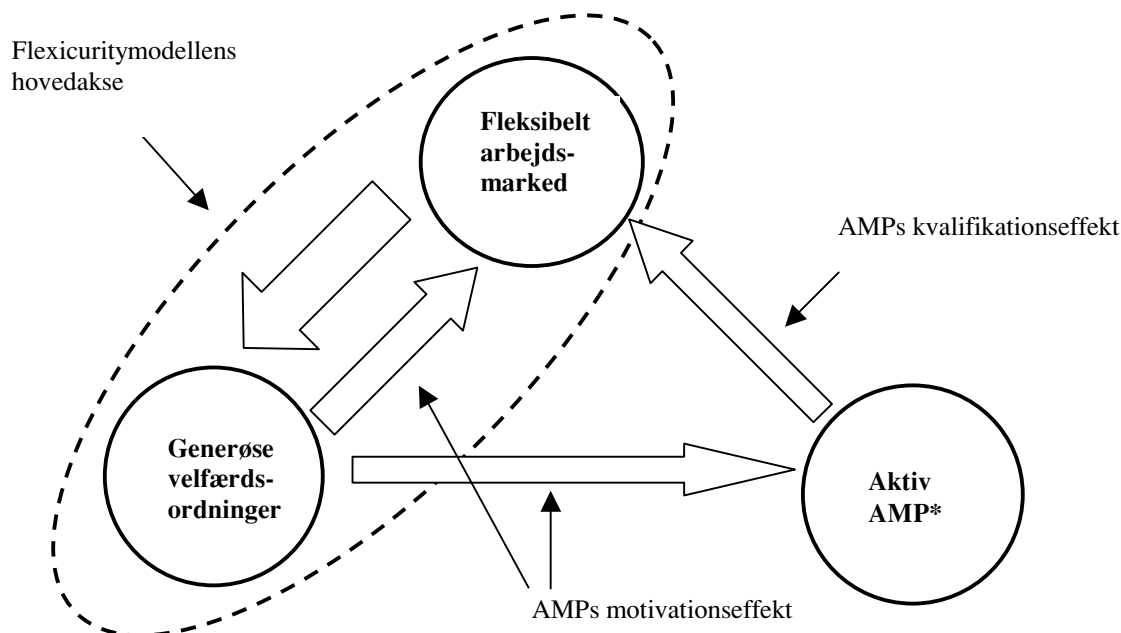 Flexicuritymodellens
hovedakse
Fleksibelt
arbejds-
marked
AMPs kvalifikationseffekt
Generøse
velfærds-
ordninger
Aktiv
AMP*
AMPs motivationseffekt